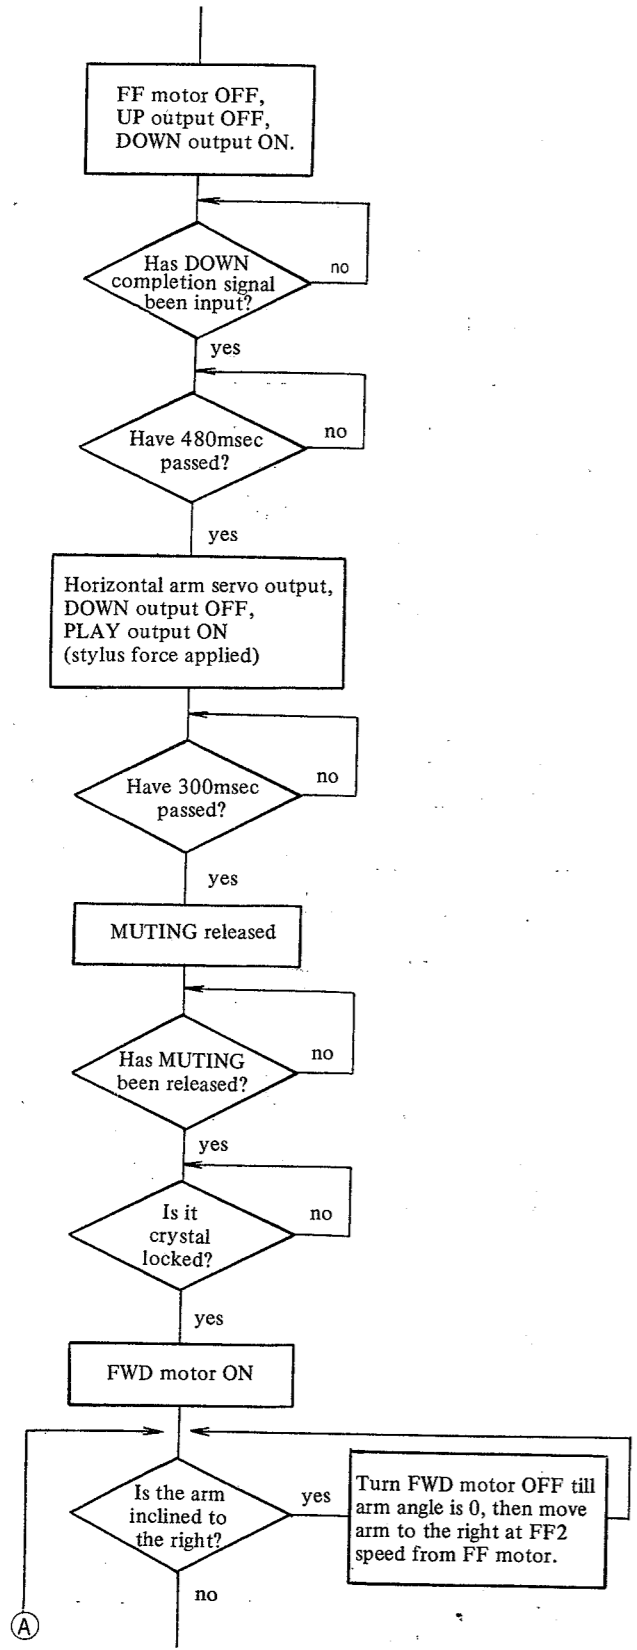 FF motor OFF,
UP output OFF,
DOWN output ON.
Has DOWN
completion signal
been input?
no
yes
Have 480msec
passed?
no
yes
Horizontal arm servo output,
DOWN output OFF,
PLAY output ON
(stylus force applied)
Have 300msec
passed?
no
yes
MUTING released
Has MUTING
been released?
no
yes
Is it
crystal
locked?
no
yes
FWD motor ON
Is the arm
inclined to
the right?
yes
Turn FWD motor OFF till
arm angle is 0, then move
arm to the right at FF2
speed from FF motor.
no
A